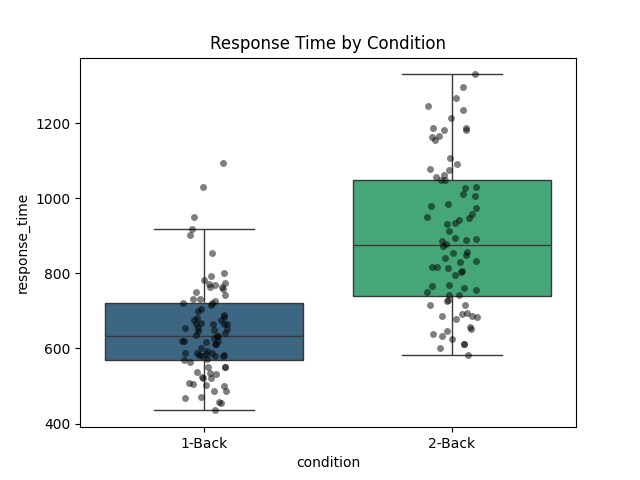 Response Time by Condition
response_time
1200
1000
800
600
400
1-Back
2-Back
condition